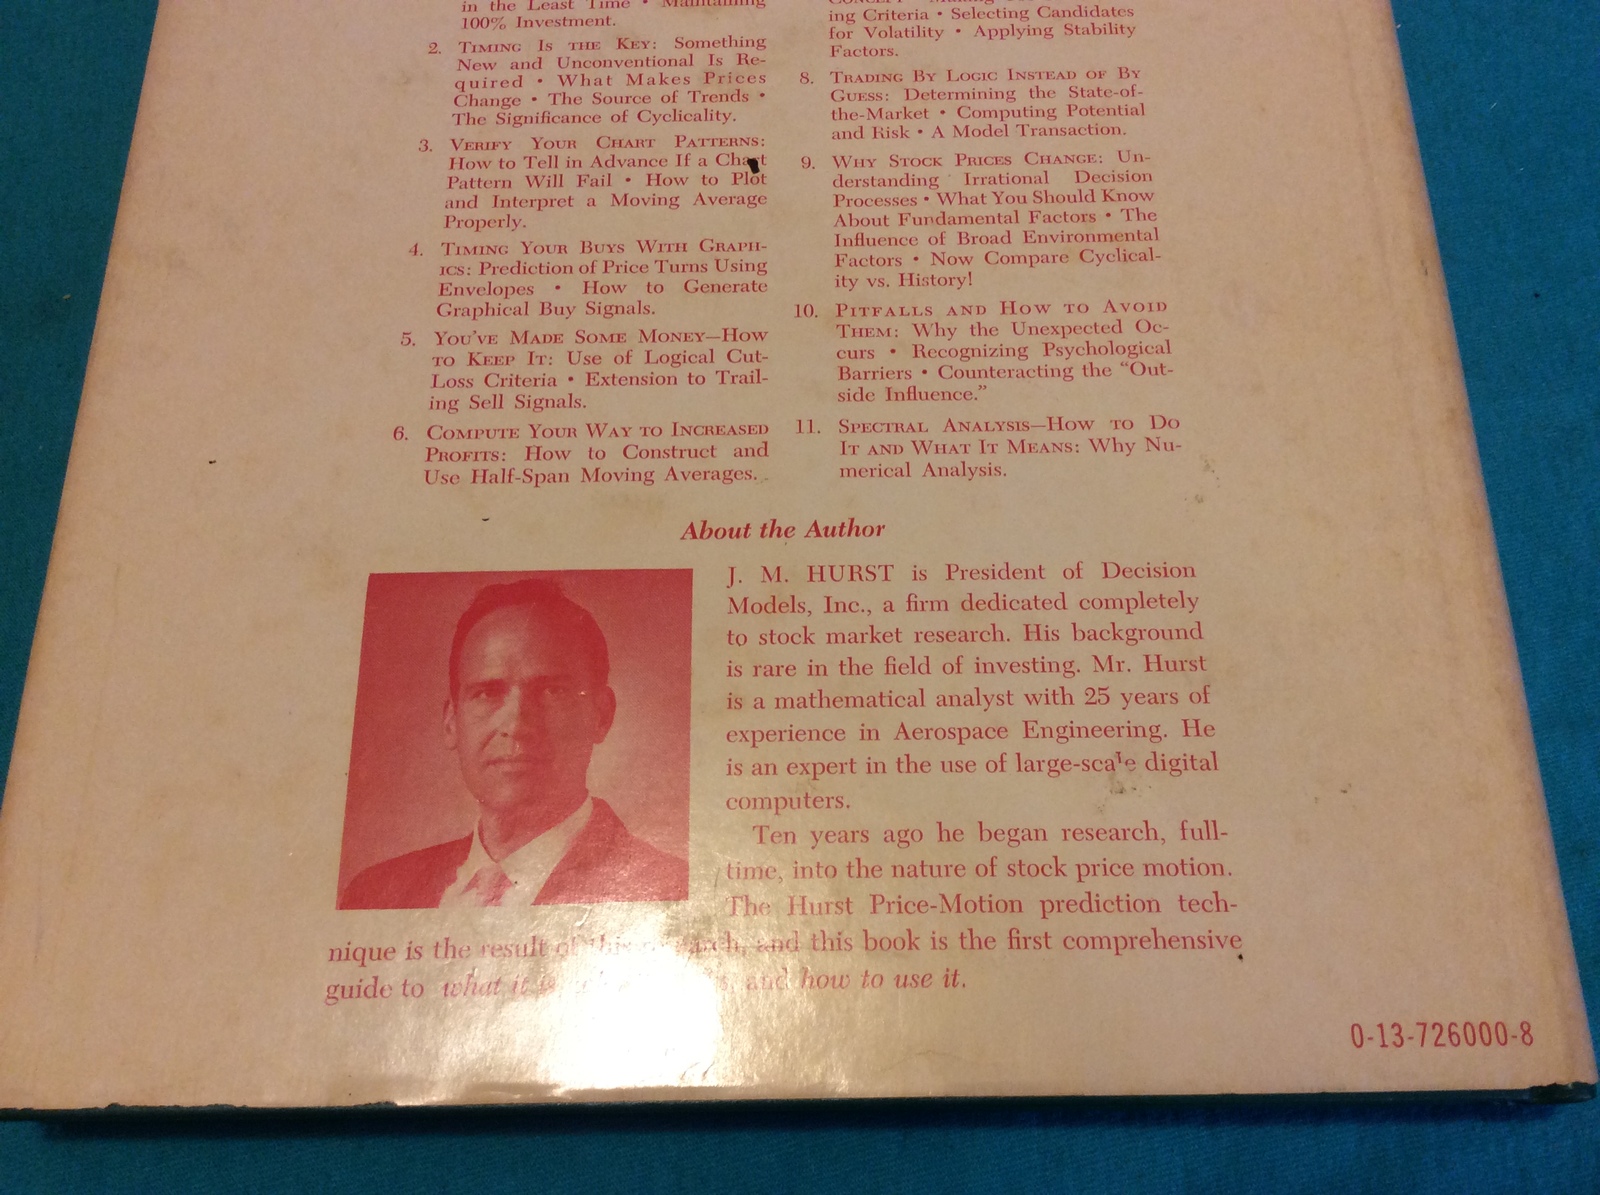 in the Least Time • Maintaining
100% Investment.
2. TIMING IS THE KEY: Something
New and Unconventional Is Re-
quired • What Makes Prices
Change • The Source of Trends •
The Significance of Cyclicality.
3. VERIFY YOUR CHART PATTERNS:
How to Tell in Advance If a Chart
Pattern Will Fail • How to Plot
and Interpret a Moving Average
Properly.
4. TIMING YOUR BUYS WITH GRAPH-
ICS: Prediction of Price Turns Using
Envelopes • How to Generate
Graphical Buy Signals.
5. YOU'VE MADE SOME MONEY—HOW
TO KEEP IT: Use of Logical Cut-
Loss Criteria • Extension to Trail-
ing Sell Signals.
6. COMPUTE YOUR WAY TO INCREASED
PROFITS: How to Construct and
Use Half-Span Moving Averages.
ing Criteria • Selecting Candidates
for Volatility • Applying Stability
Factors.
8. TRADING BY LOGIC INSTEAD OF BY
GUESS: Determining the State-of-
the-Market • Computing Potential
and Risk • A Model Transaction.
9. WHY STOCK PRICES CHANGE: Un-
derstanding Irrational Decision
Processes • What You Should Know
About Fundamental Factors • The
Influence of Broad Environmental
Factors • Now Compare Cyclical-
ity vs. History!
10. PITFALLS AND HOW TO AVOID
THEM: Why the Unexpected Oc-
curs • Recognizing Psychological
Barriers • Counteracting the “Out-
side Influence.”
11. SPECTRAL ANALYSIS—HOW TO DO
IT AND WHAT IT MEANS: Why Nu-
merical Analysis.
About the Author
J. M. HURST is President of Decision
Models, Inc., a firm dedicated completely
to stock market research. His background
is rare in the field of investing. Mr. Hurst
is a mathematical analyst with 25 years of
experience in Aerospace Engineering. He
is an expert in the use of large-scale digital
computers.
Ten years ago he began research, full-
time, into the nature of stock price motion.
The Hurst Price-Motion prediction tech-
nique is the result of this research, and this book is the first comprehensive
guide to what it is, and how to use it.
0-13-726000-8